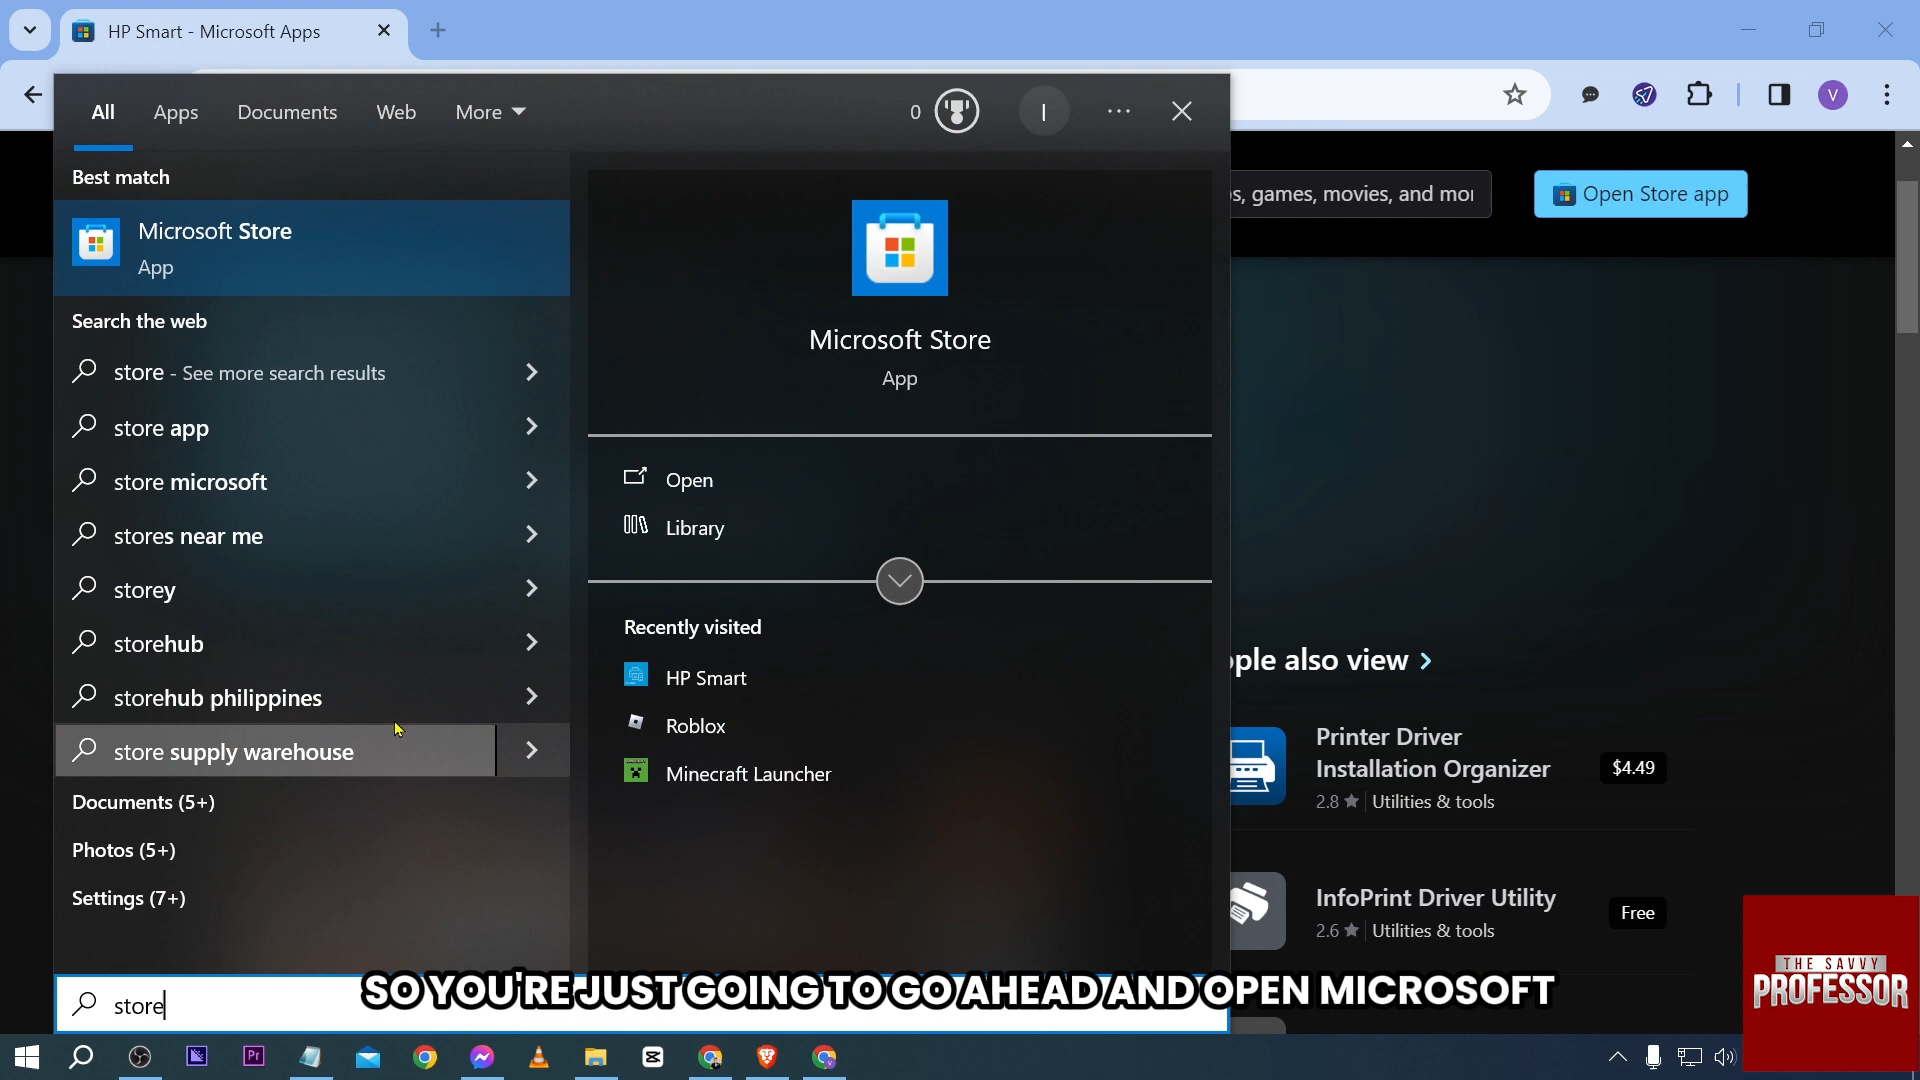 HP Smart - Microsoft Apps
V
All
Apps
Documents
Web
More
0
I
Best match
Microsoft Store
App
Search the web
store - See more search results
store app
store microsoft
stores near me
storey
storehub
storehub philippines
store supply warehouse
Documents (5+)
Photos (5+)
Settings (7+)
store
Microsoft Store
App
Open
Library
Recently visited
HP Smart
Roblox
Minecraft Launcher
s, games, movies, and mor
Open Store app
ple also view
Printer Driver
Installation Organizer
$4.49
2.8 ★ Utilities & tools
InfoPrint Driver Utility
Free
2.6 ★ Utilities & tools
SO YOU'RE JUST GOING TO GO AHEAD AND OPEN MICROSOFT
THE SAVVY
PROFESSOR
Pr